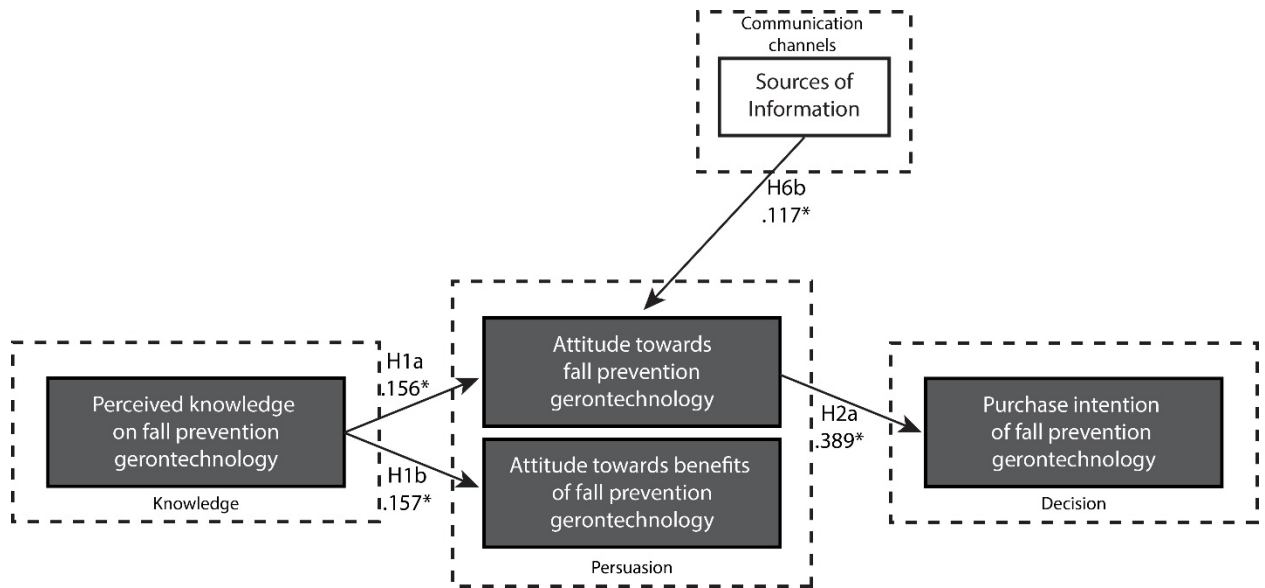 Communication
channels
Sources of
Information
H6b
.117*
Perceived knowledge
on fall prevention
gerontechnology
Knowledge
H1a
.156*
H1b
.157*
Attitude towards
fall prevention
gerontechnology
Attitude towards benefits
of fall prevention
gerontechnology
Persuasion
H2a
.389*
Purchase intention
of fall prevention
gerontechnology
Decision